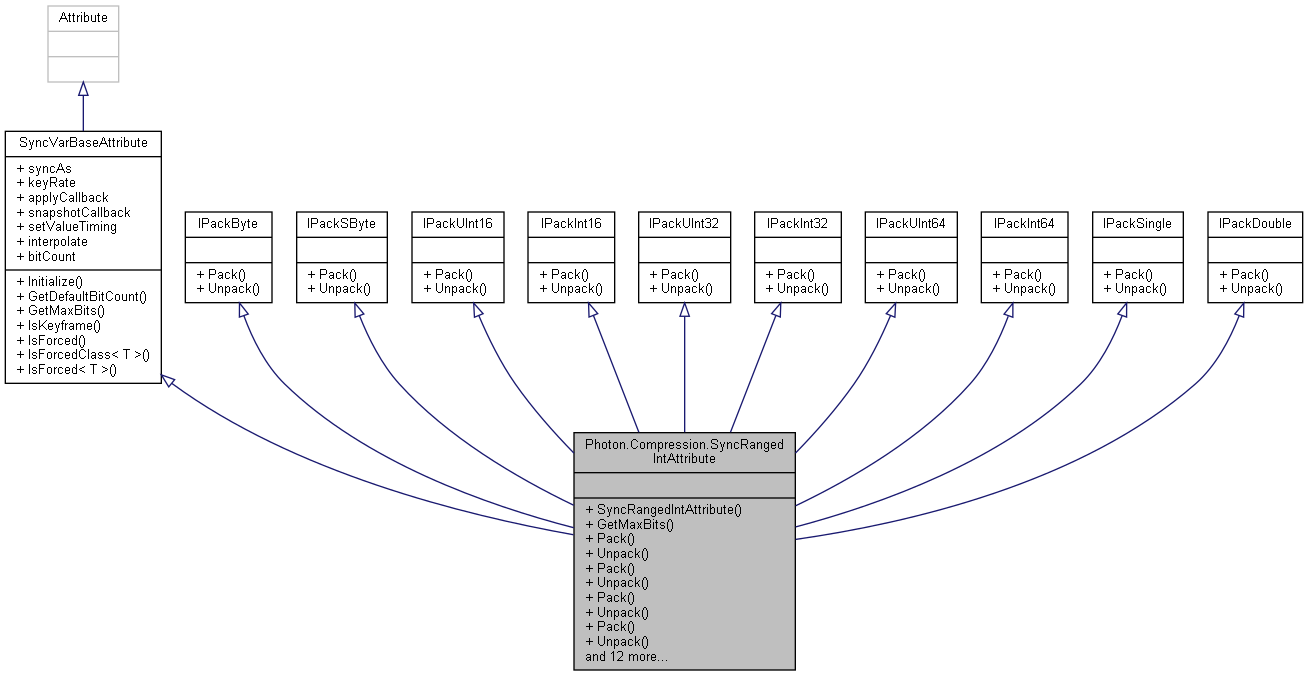 Attribute
SyncVarBaseAttribute
+ syncAs
+ keyRate
+ applyCallback
+ snapshotCallback
+ setValueTiming
+ interpolate
+ bitCount
+ Initialize()
+ GetDefaultBitCount()
+ GetMaxBits()
+ IsKeyframe()
+ IsForced()
+ IsForcedClass< T >()
+ IsForced< T >()
IPackByte
+ Pack()
+ Unpack()
IPackSByte
+ Pack()
+ Unpack()
IPackUInt16
+ Pack()
+ Unpack()
IPackInt16
+ Pack()
+ Unpack()
IPackUInt32
+ Pack()
+ Unpack()
IPackInt32
+ Pack()
+ Unpack()
IPackUInt64
+ Pack()
+ Unpack()
IPackInt64
+ Pack()
+ Unpack()
IPackSingle
+ Pack()
+ Unpack()
IPackDouble
+ Pack()
+ Unpack()
Photon.Compression.SyncRanged
IntAttribute
+ SyncRangedIntAttribute()
+ GetMaxBits()
+ Pack()
+ Unpack()
+ Pack()
+ Unpack()
+ Pack()
+ Unpack()
+ Pack()
+ Unpack()
and 12 more...